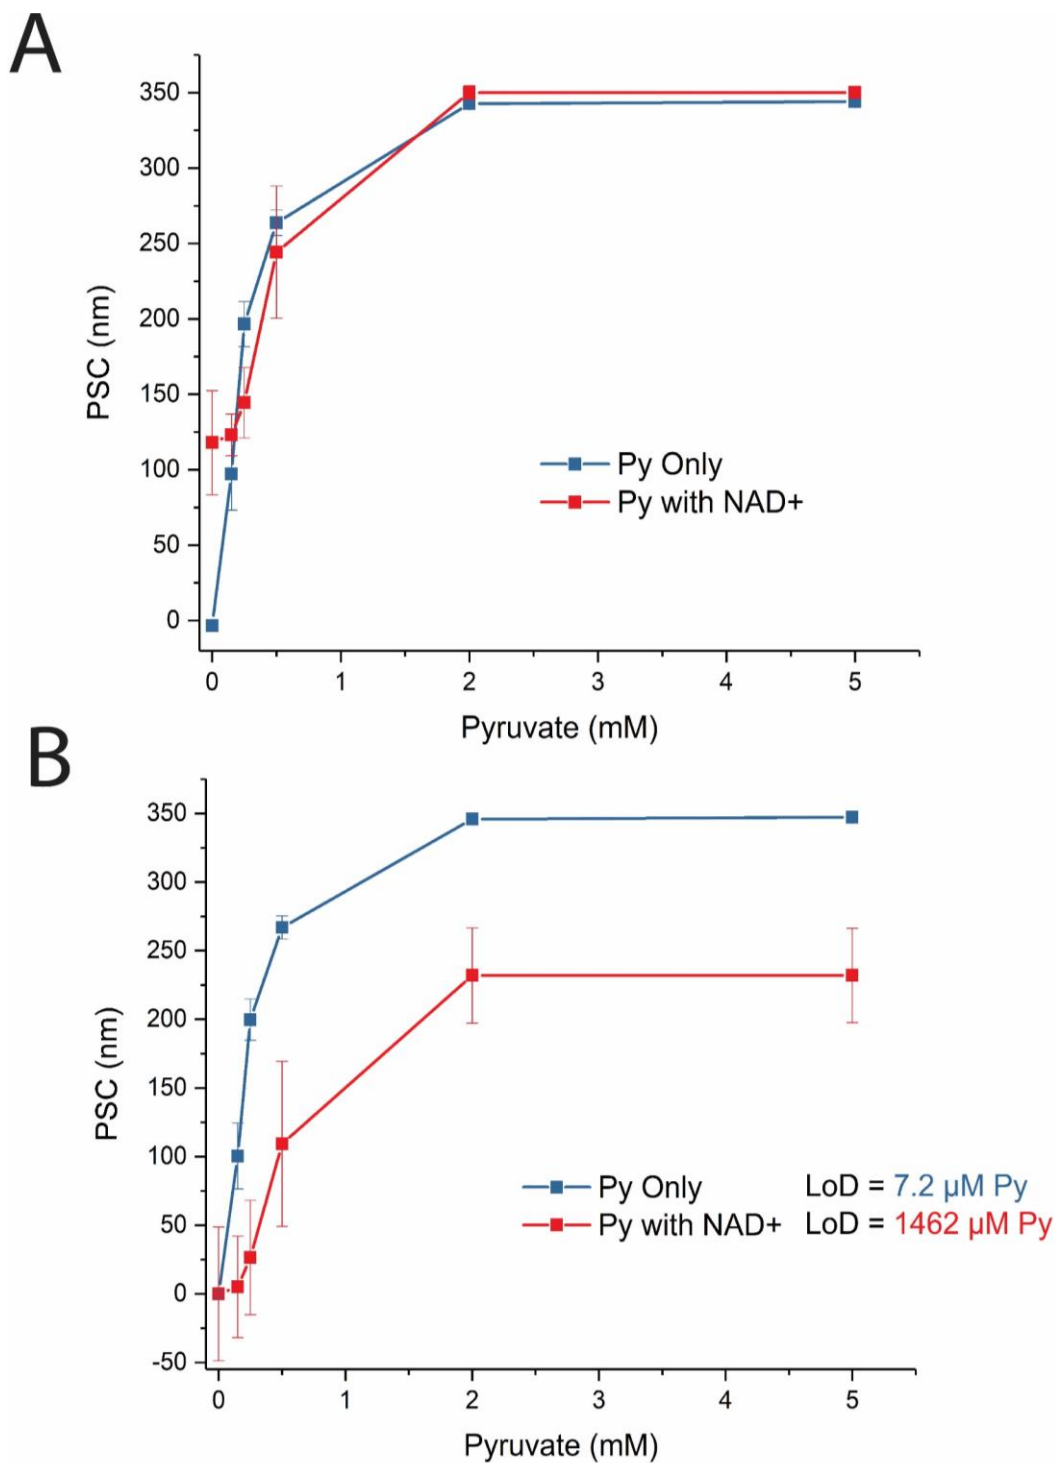 A
350
300
250
200
150
100
50
0
PSC (nm)
Py Only
Py with NAD+
0 1 2 3 4 5
Pyruvate (mM)
B
350
300
250
200
150
100
50
0
-50
PSC (nm)
Py Only LoD = 7.2 µM Py
Py with NAD+ LoD = 1462 µM Py
0 1 2 3 4 5
Pyruvate (mM)